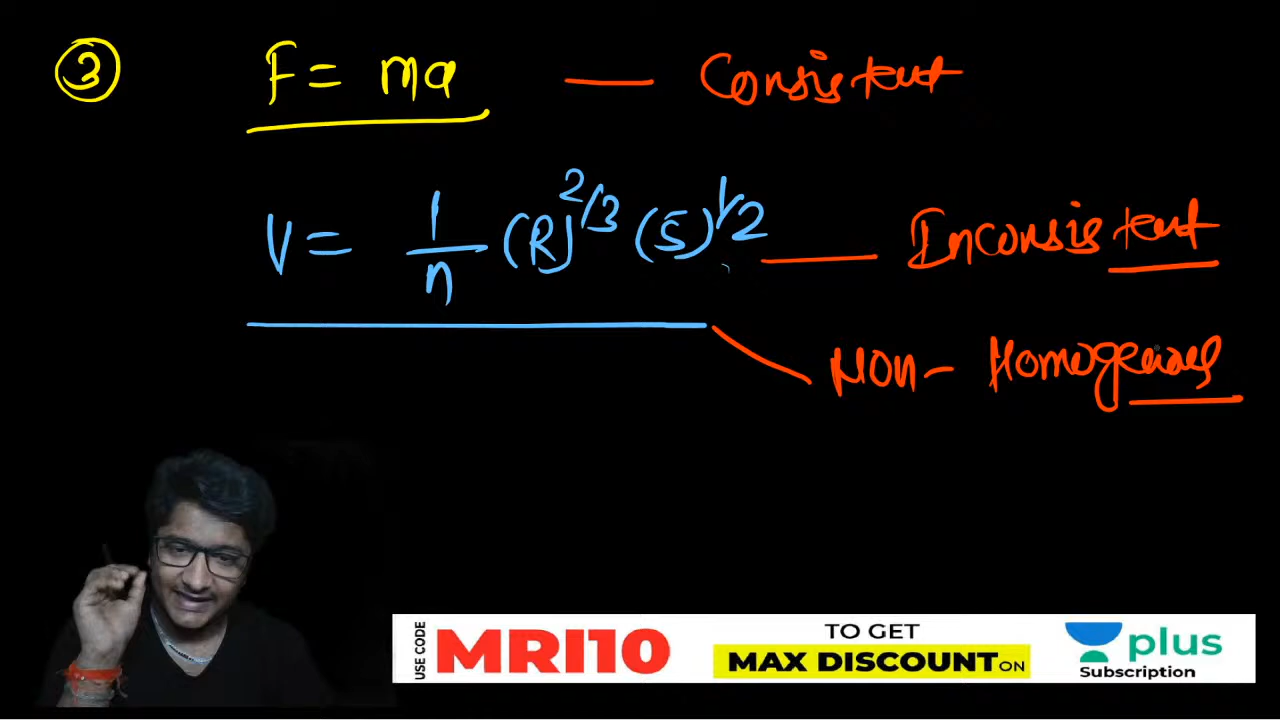 ③ F = ma — Consistent
V = 1/n (R)^2/3 (S)^1/2 — Inconsistent
Non-Homogenous
USE CODE MRI10 TO GET MAX DISCOUNT ON plus Subscription